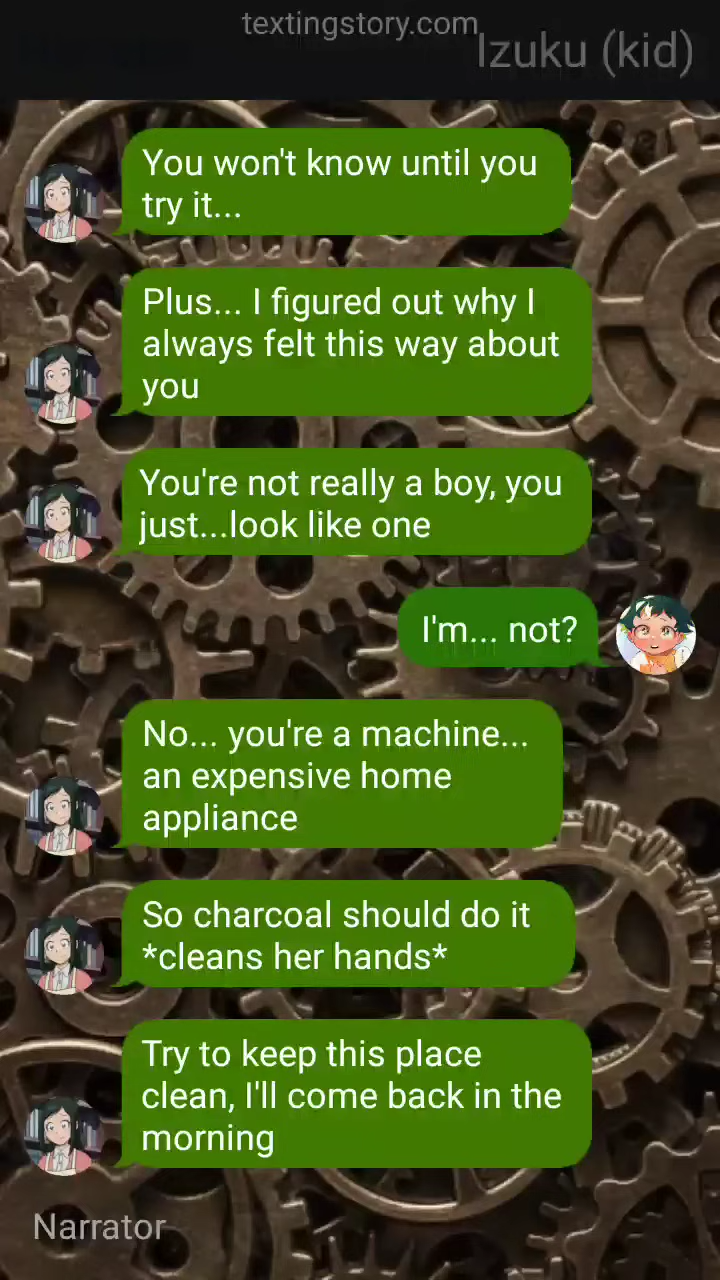 textingstory.com
Izuku (kid)
You won't know until you
try it...
Plus... I figured out why I
always felt this way about
you
You're not really a boy, you
just...look like one
I'm... not?
No... you're a machine...
an expensive home
appliance
So charcoal should do it
*cleans her hands*
Try to keep this place
clean, I'll come back in the
morning
Narrator